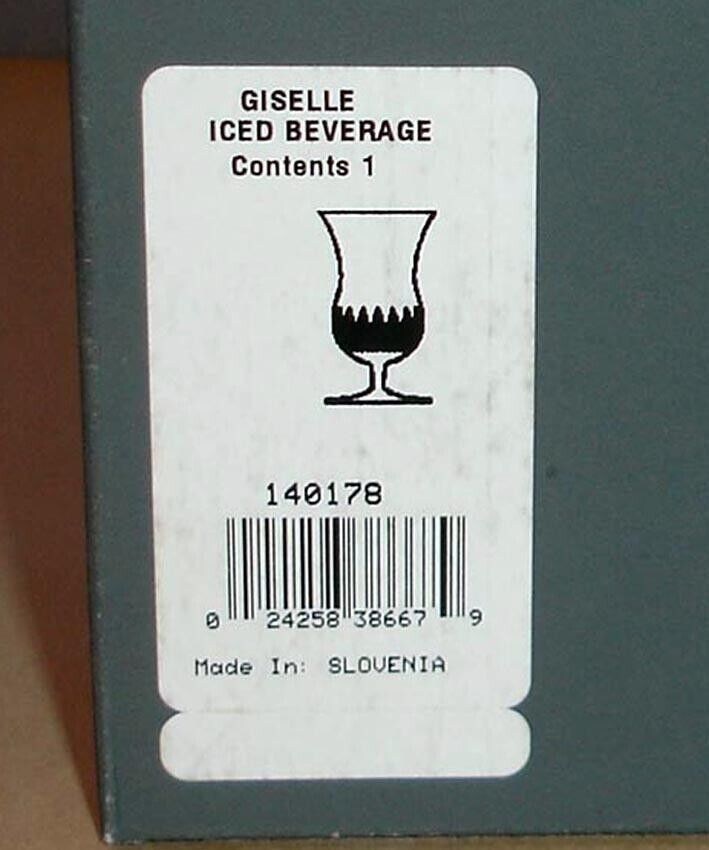 GISELLE
ICED BEVERAGE
Contents 1
140178
0 24258 38667 9
Made In: SLOVENIA